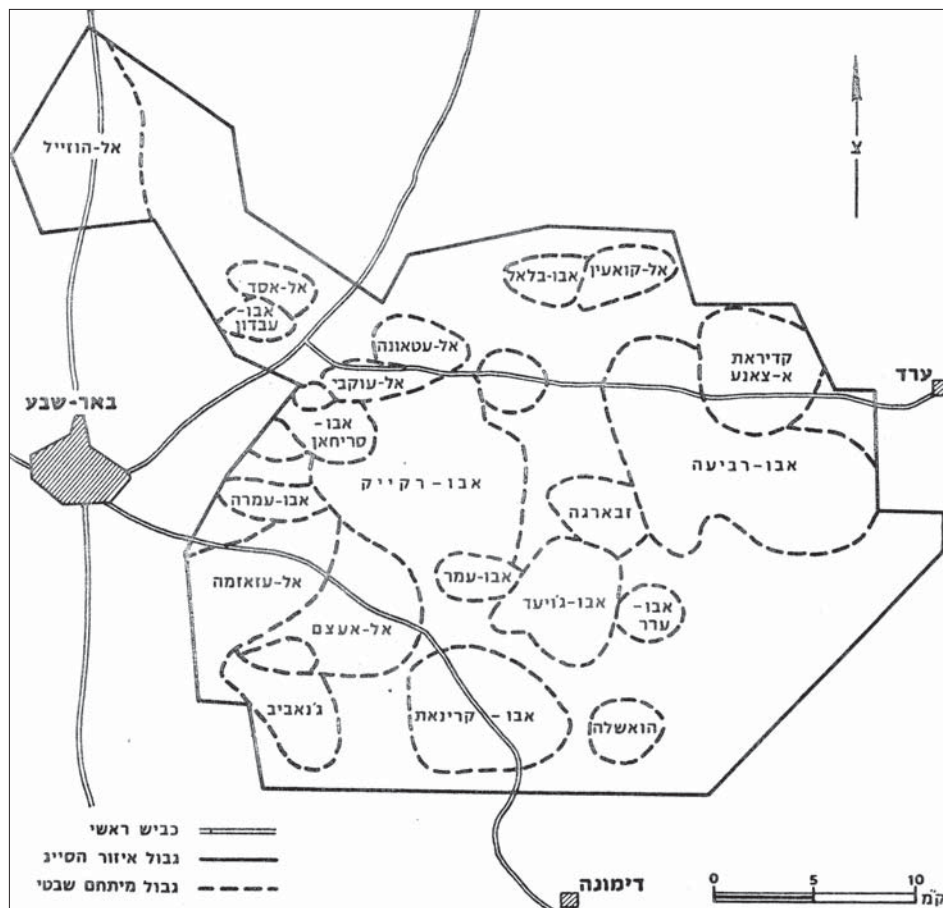 אל-הוזייל
צ
אל-קואעין
אבו-בלאל
אל-אסד
אבו-
עבדון
אל-עטאונה
קדיראת
א-צאנע
ערד
אל-עוקבי
באר-שבע
אבו-
סריחאן
אבו-רביעה
אבו-רקייק
אבו-עמרה
זבארגה
אבו-עמר
אל-עזאזמה
אבו-ג'ויעד
אבו-
ערר
אל-אעצם
ג'נאביב
אבו-קרינאת
הואשלה
כביש ראשי
גבול איזור הסייג
גבול מיתחם שבטי
דימונה
0 5 10
ק"מ